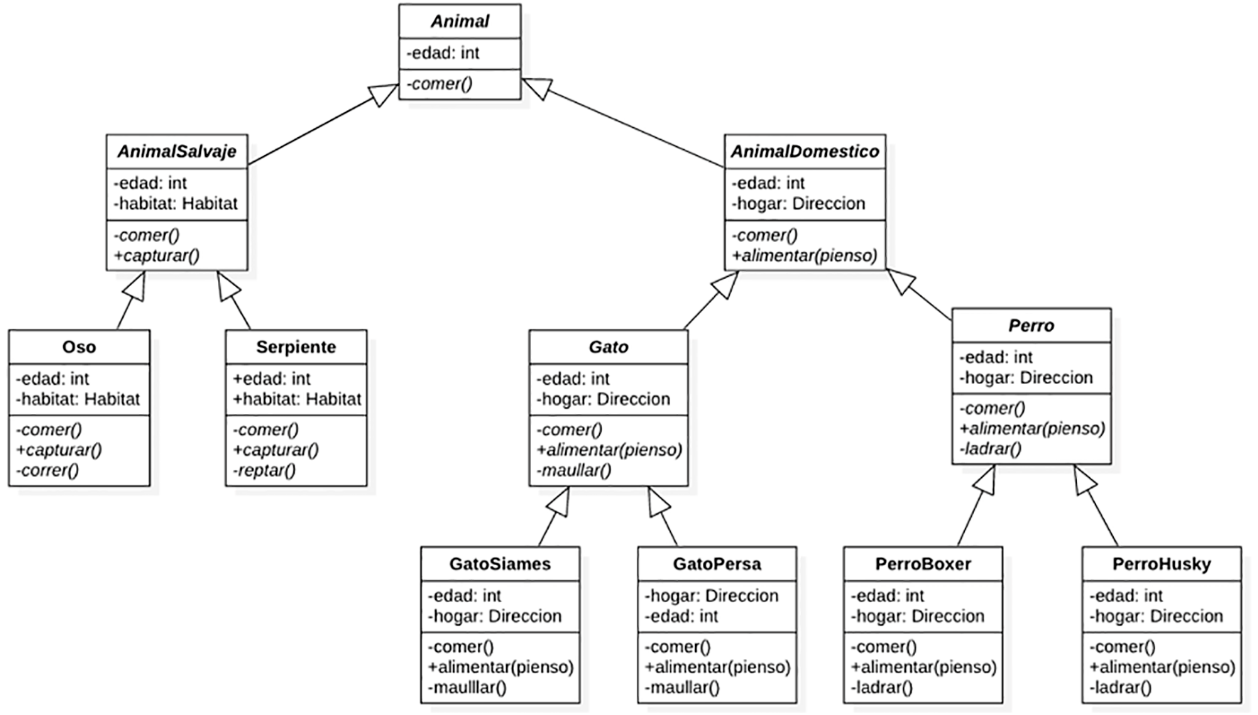 Animal
-edad: int
-comer()
AnimalSalvaje
-edad: int
-habitat: Habitat
-comer()
+capturar()
AnimalDomestico
-edad: int
-hogar: Direccion
-comer()
+alimentar(pienso)
Oso
-edad: int
-habitat: Habitat
-comer()
+capturar()
-correr()
Serpiente
+edad: int
+habitat: Habitat
-comer()
+capturar()
-reptar()
Gato
-edad: int
-hogar: Direccion
-comer()
+alimentar(pienso)
-maullar()
Perro
-edad: int
-hogar: Direccion
-comer()
+alimentar(pienso)
-ladrar()
GatoSiames
-edad: int
-hogar: Direccion
-comer()
+alimentar(pienso)
-maulllar()
GatoPersa
-hogar: Direccion
-edad: int
-comer()
+alimentar(pienso)
-maullar()
PerroBoxer
-edad: int
-hogar: Direccion
-comer()
+alimentar(pienso)
-ladrar()
PerroHusky
-edad: int
-hogar: Direccion
-comer()
+alimentar(pienso)
-ladrar()